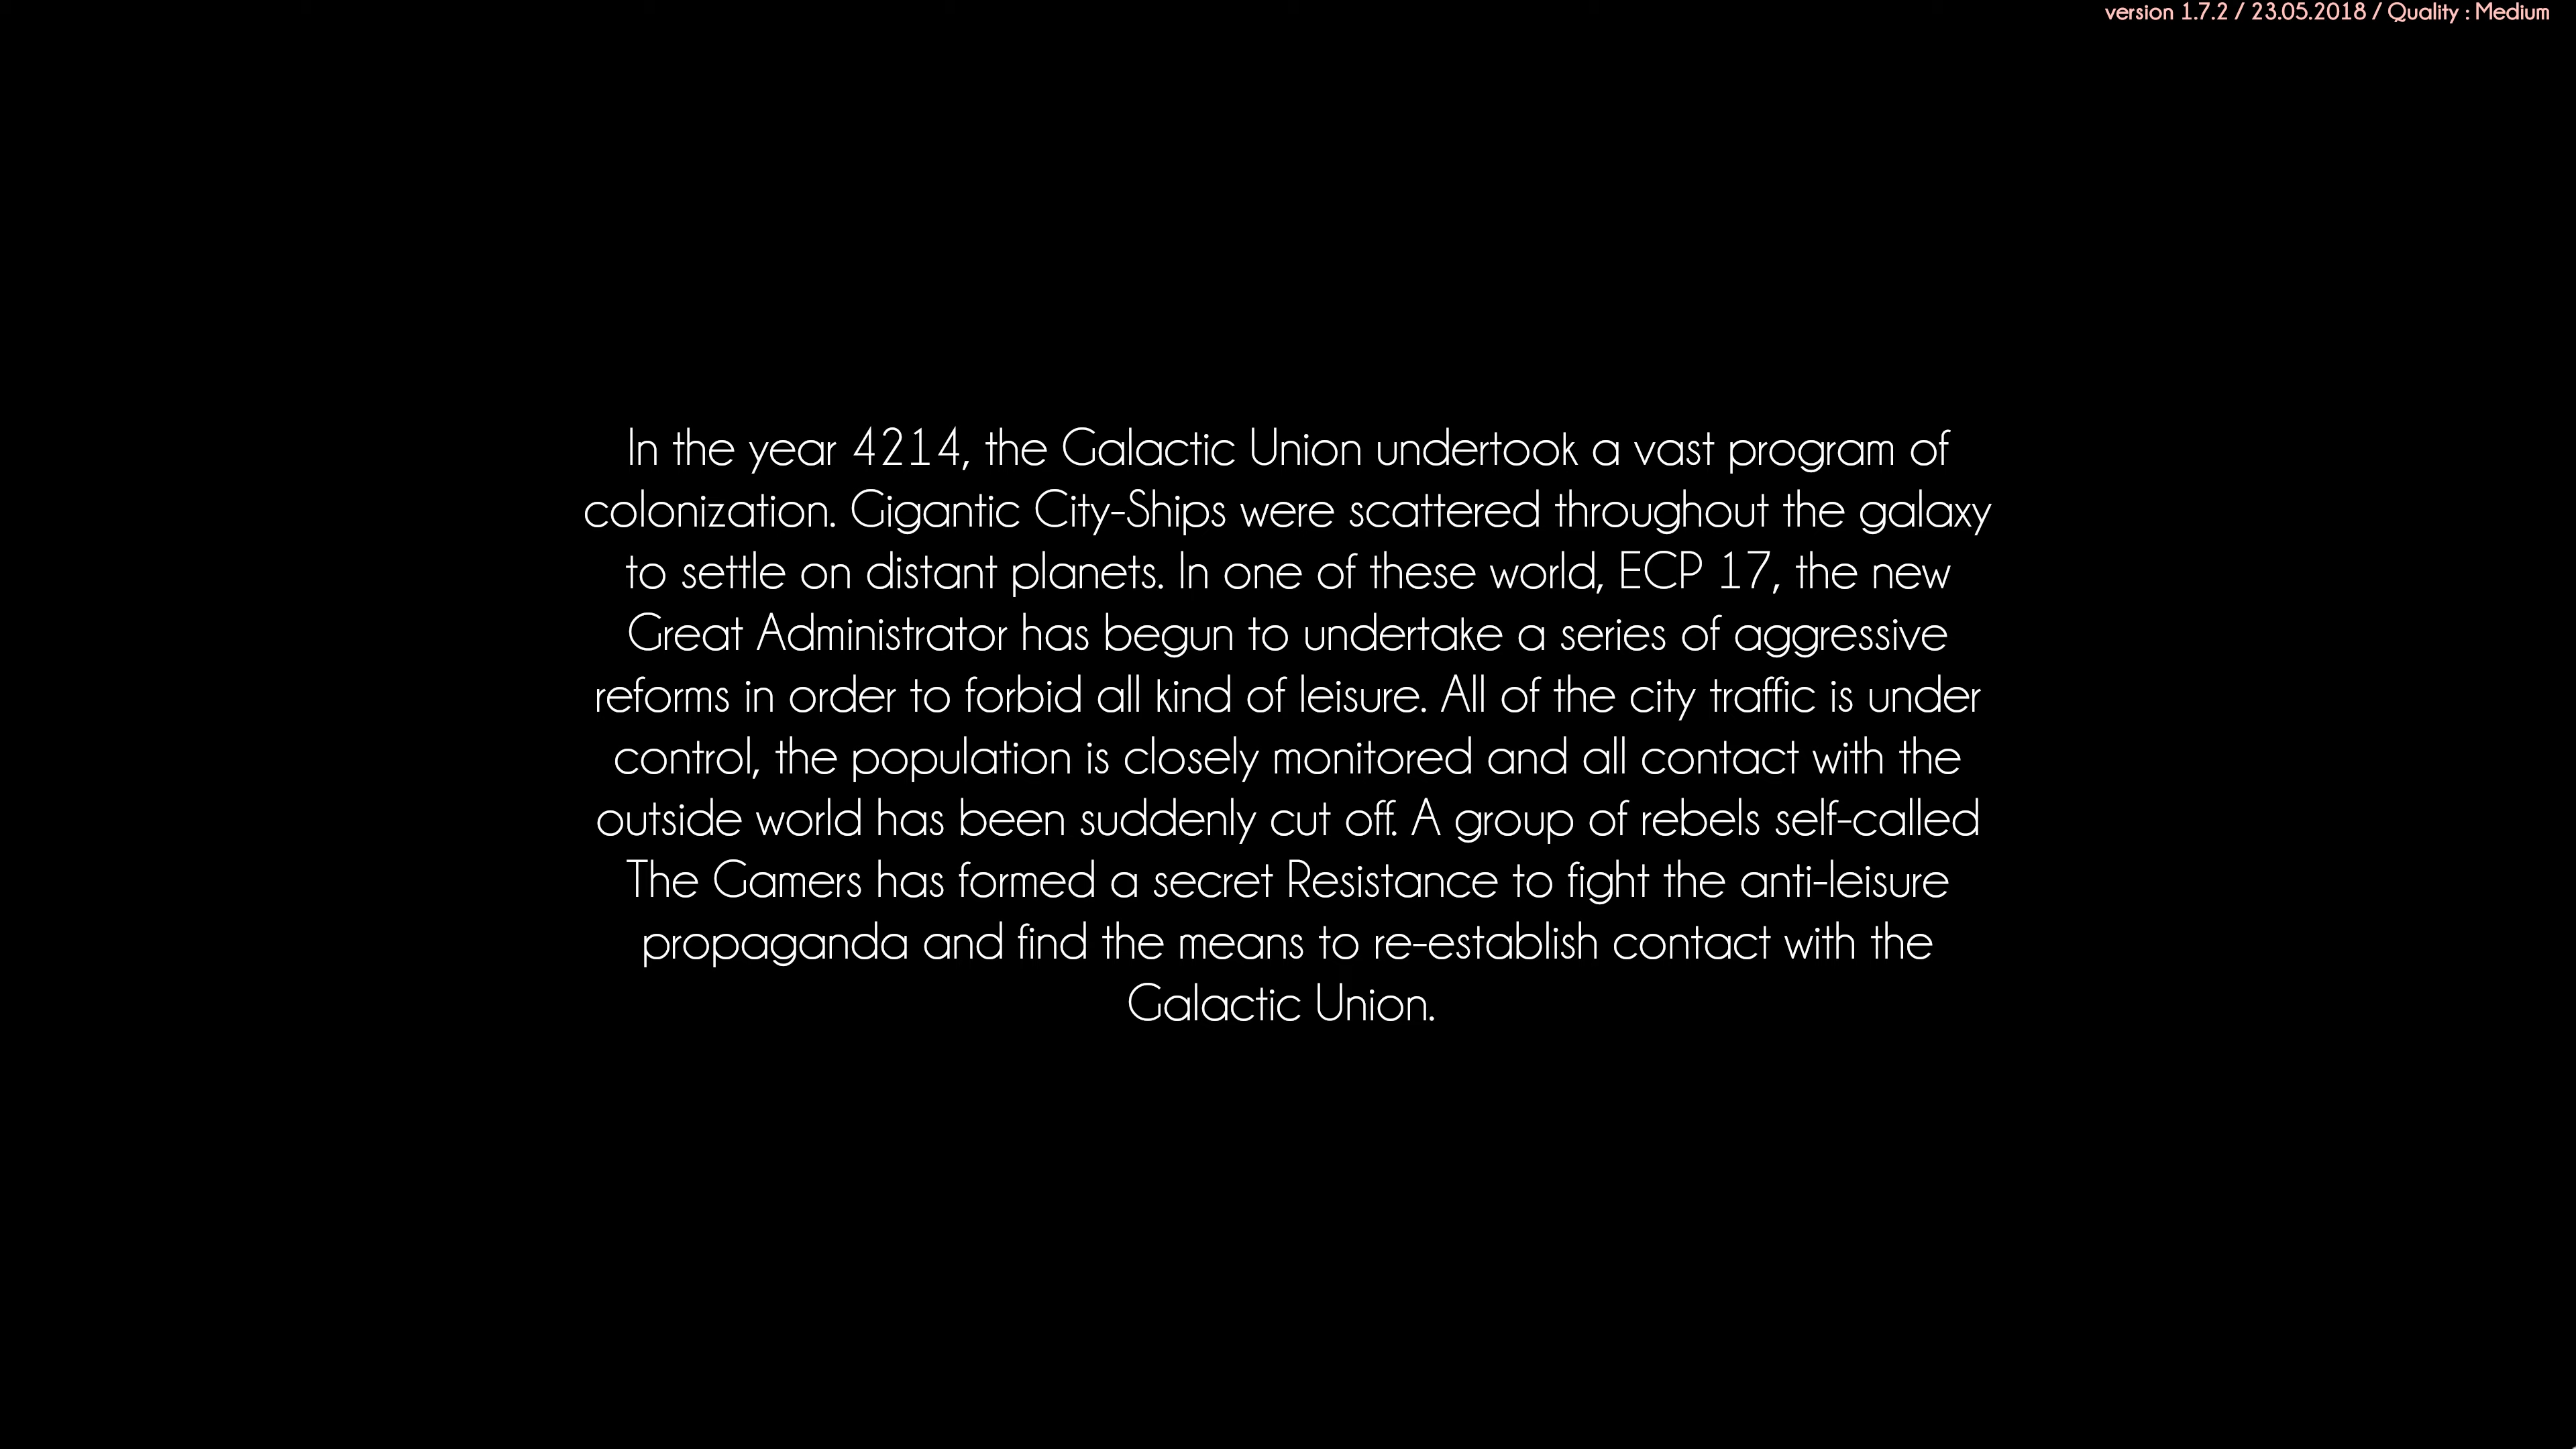 version 1.7.2 / 23.05.2018 / Quality : Medium
In the year 4214, the Galactic Union undertook a vast program of
colonization. Gigantic City-Ships were scattered throughout the galaxy
to settle on distant planets. In one of these world, ECP 17, the new
Great Administrator has begun to undertake a series of aggressive
reforms in order to forbid all kind of leisure. All of the city traffic is under
control, the population is closely monitored and all contact with the
outside world has been suddenly cut off. A group of rebels self-called
The Gamers has formed a secret Resistance to fight the anti-leisure
propaganda and find the means to re-establish contact with the
Galactic Union.